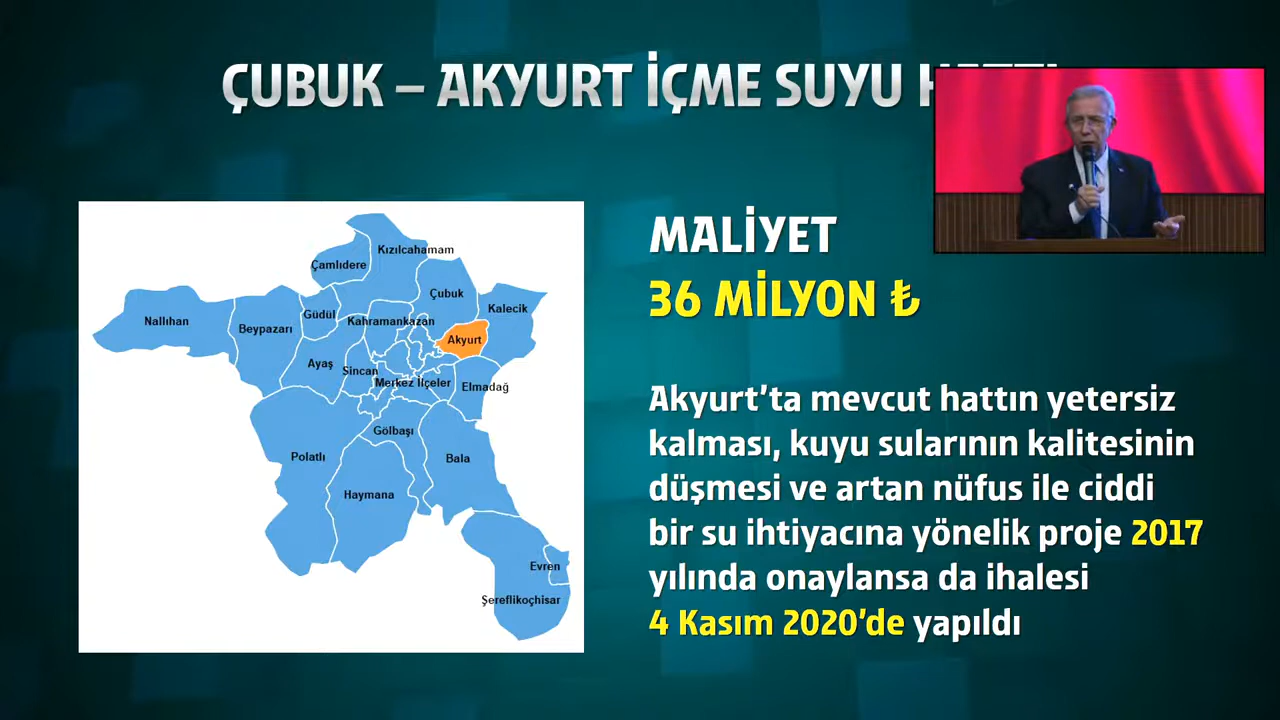 ÇUBUK – AKYURT İÇME SUYU
MALİYET
36 MİLYON ₺
Akyurt’ta mevcut hattın yetersiz
kalması, kuyu sularının kalitesinin
düşmesi ve artan nüfus ile ciddi
bir su ihtiyacına yönelik proje 2017
yılında onaylansa da ihalesi
4 Kasım 2020’de yapıldı
Kızılcahamam
Çamlıdere
Çubuk
Kalecik
Güdül
Nallıhan
Kahramankazan
Beypazarı
Akyurt
Ayaş
Sincan
Merkez İlçeler
Elmadağ
Gölbaşı
Polatlı
Bala
Haymana
Evren
Şereflikoçhisar